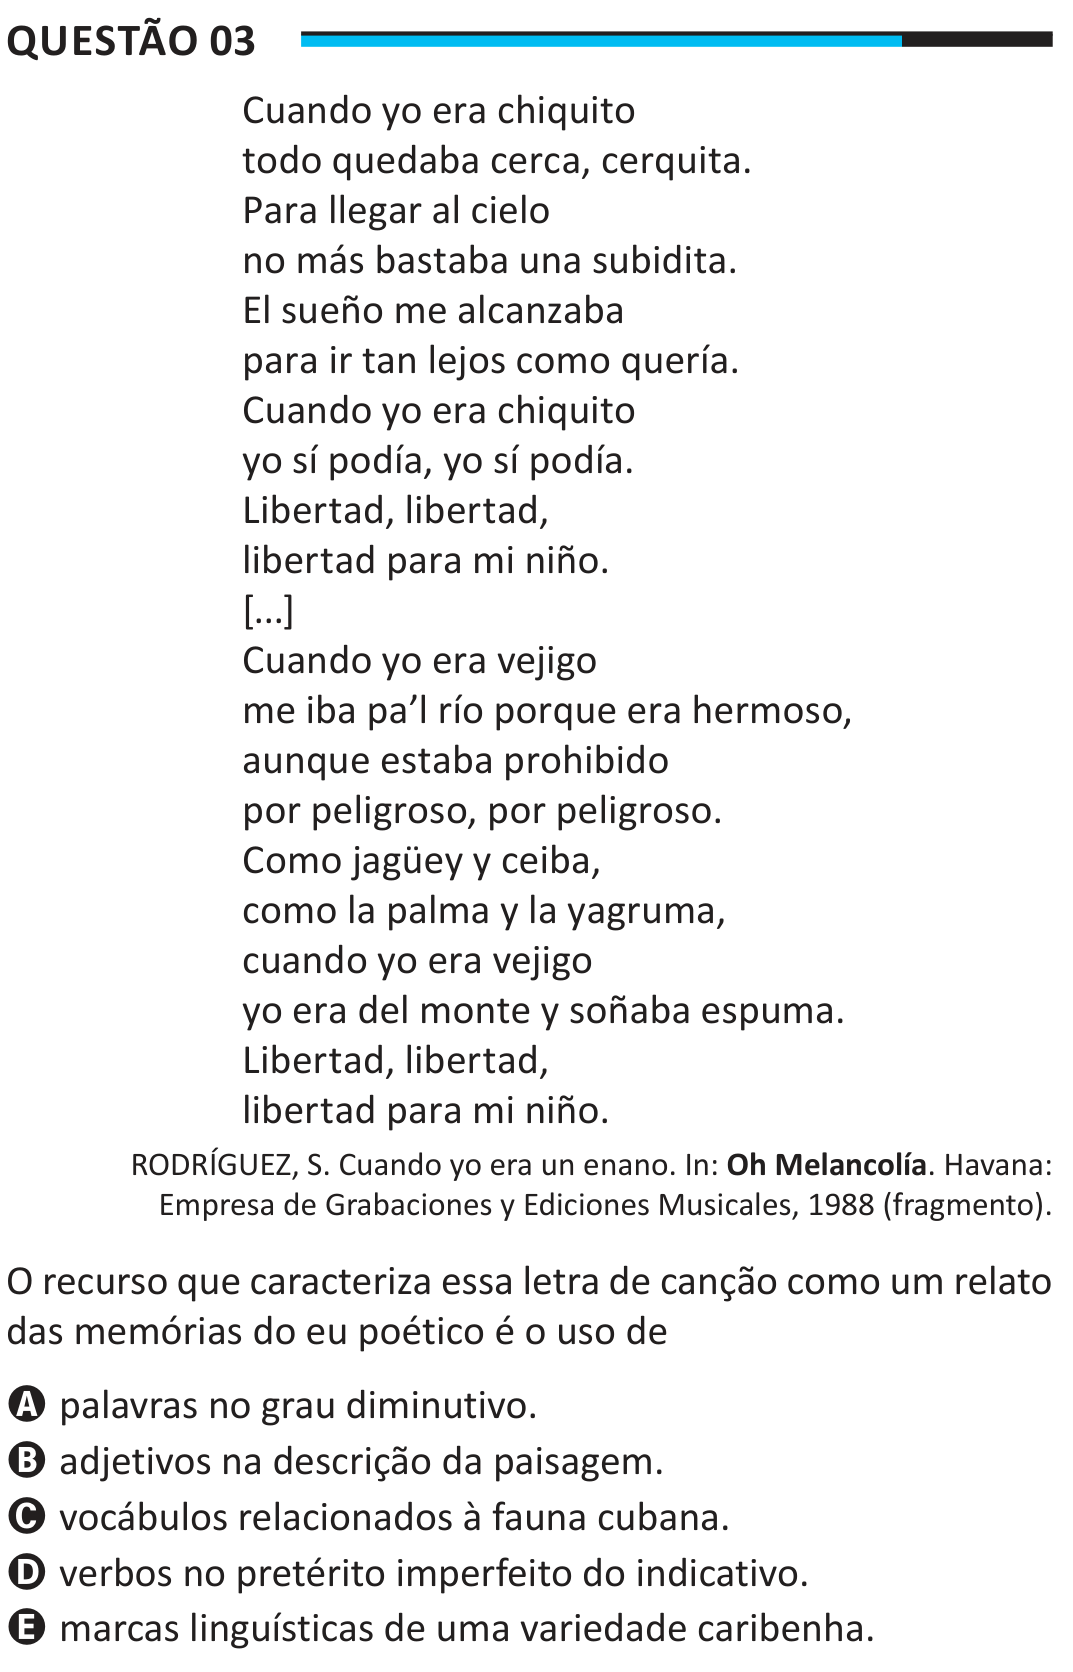 QUESTÃO 03
Cuando yo era chiquito
todo quedaba cerca, cerquita.
Para llegar al cielo
no más bastaba una subidita.
El sueño me alcanzaba
para ir tan lejos como quería.
Cuando yo era chiquito
yo sí podía, yo sí podía.
Libertad, libertad,
libertad para mi niño.
[...]
Cuando yo era vejigo
me iba pa’l río porque era hermoso,
aunque estaba prohibido
por peligroso, por peligroso.
Como jagüey y ceiba,
como la palma y la yagruma,
cuando yo era vejigo
yo era del monte y soñaba espuma.
Libertad, libertad,
libertad para mi niño.
RODRÍGUEZ, S. Cuando yo era un enano. In: Oh Melancolía. Havana:
Empresa de Grabaciones y Ediciones Musicales, 1988 (fragmento).
O recurso que caracteriza essa letra de canção como um relato
das memórias do eu poético é o uso de
A palavras no grau diminutivo.
B adjetivos na descrição da paisagem.
C vocábulos relacionados à fauna cubana.
D verbos no pretérito imperfeito do indicativo.
E marcas linguísticas de uma variedade caribenha.